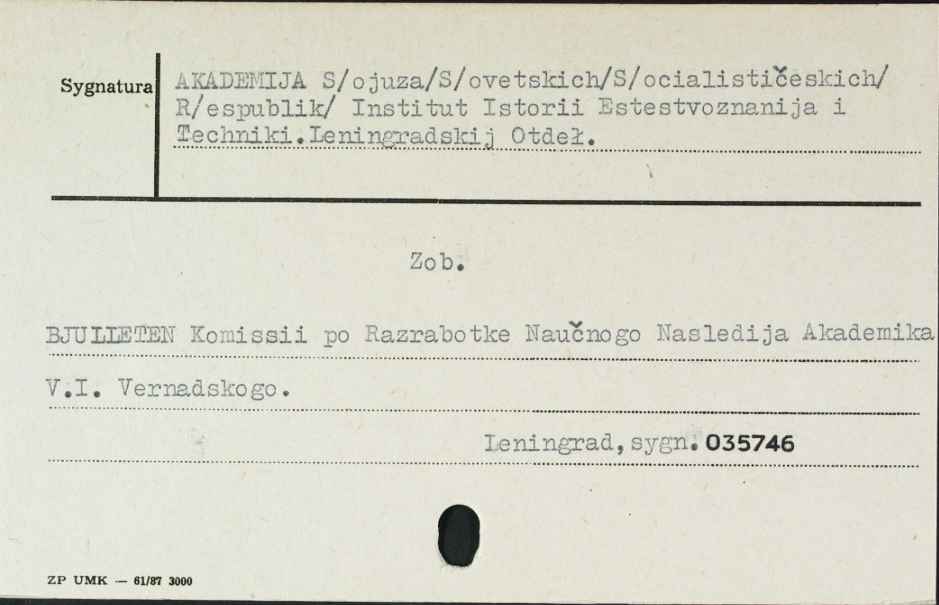 Sygnatura
AKADEMIJA S/ojuza/S/ovetskich/S/ocialističeskich/
R/espublik/ Institut Istorii Estestvoznanija i
Techniki.Leningradskij Otdeł.
Zob.
BJULLETEN Komissii po Razrabotke Naučnogo Nasledija Akademika
V.I. Vernadskogo.
Leningrad,sygn.035746
ZP UMK — 61/87 3000